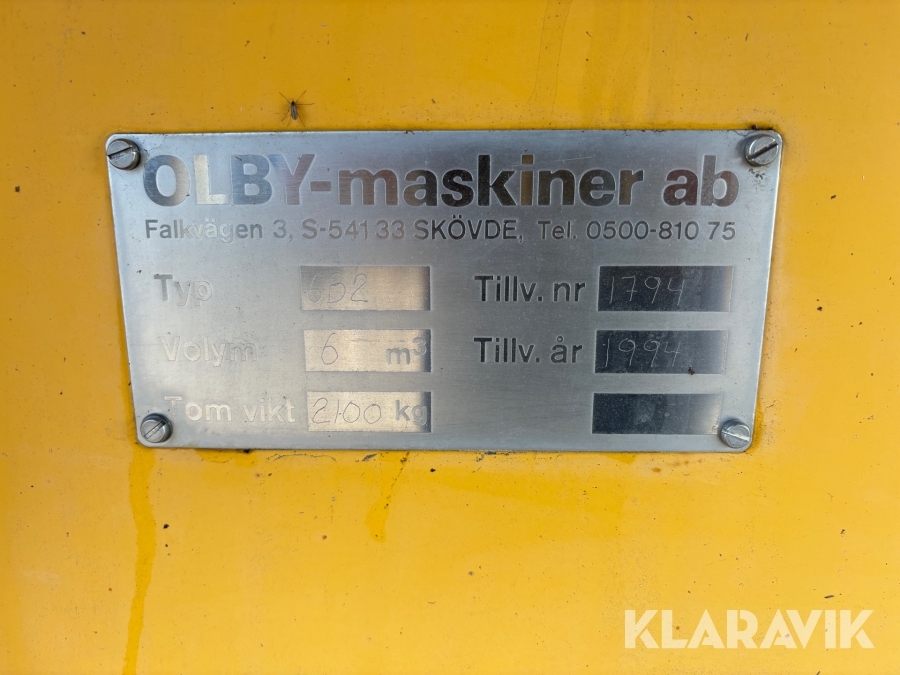 OLBY-maskiner ab
Falkvägen 3, S-541 33 SKÖVDE, Tel. 0500-810 75
Typ 6D2 Tillv. nr 1794
Volym 6 m³ Tillv. år 1994
Tom vikt 2100 kg
KLARAVIK